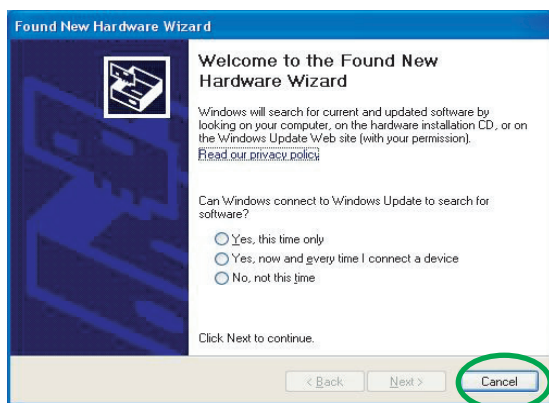 Found New Hardware Wizard
Welcome to the Found New
Hardware Wizard
Windows will search for current and updated software by
looking on your computer, on the hardware installation CD, or on
the Windows Update Web site (with your permission).
Read our privacy policy
Can Windows connect to Windows Update to search for
software?
Yes, this time only
Yes, now and every time I connect a device
No, not this time
Click Next to continue.
< Back Next > Cancel